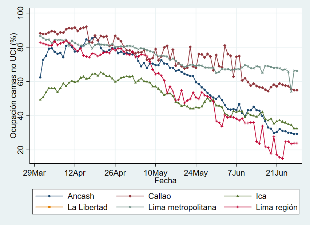 Ocupación camas en UCI (%)
100
80
60
40
20
29Mar 12Apr 26Apr 10May 24May 7Jun 21Jun
Fecha
Ancash Callao Ica
La Libertad Lima metropolitana Lima región